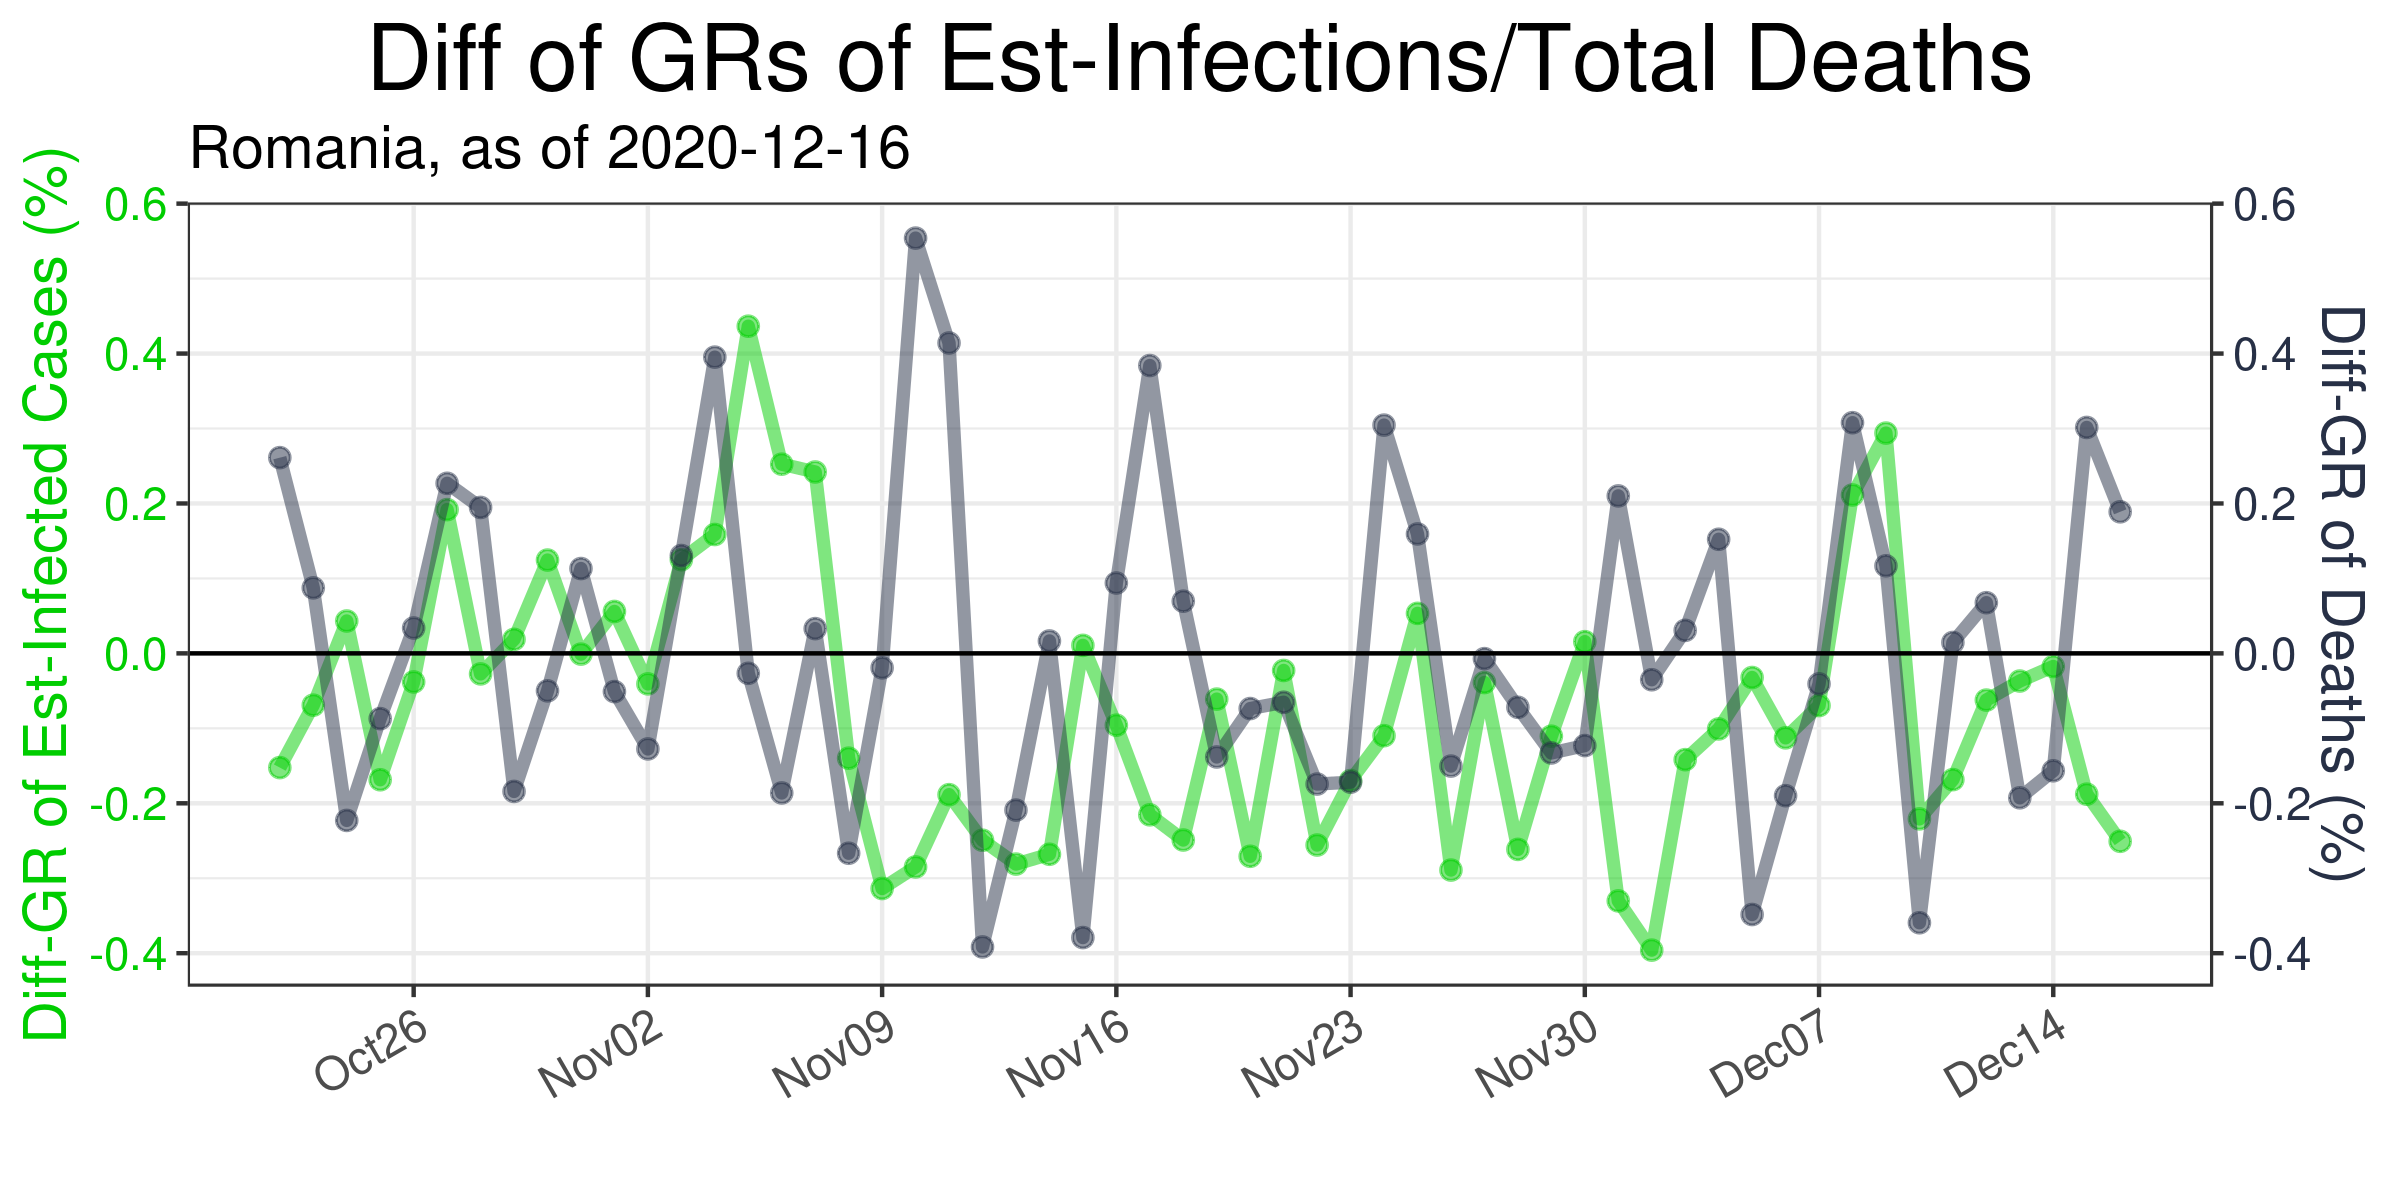 Diff of GRs of Est-Infections/Total Deaths
Romania, as of 2020-12-16
Diff-GR of Est-Infected Cases (%)
0.6
0.4
0.2
0.0
-0.2
-0.4
0.6
0.4
0.2
0.0
-0.2
-0.4
Diff-GR of Deaths (%)
Oct26
Nov02
Nov09
Nov16
Nov23
Nov30
Dec07
Dec14